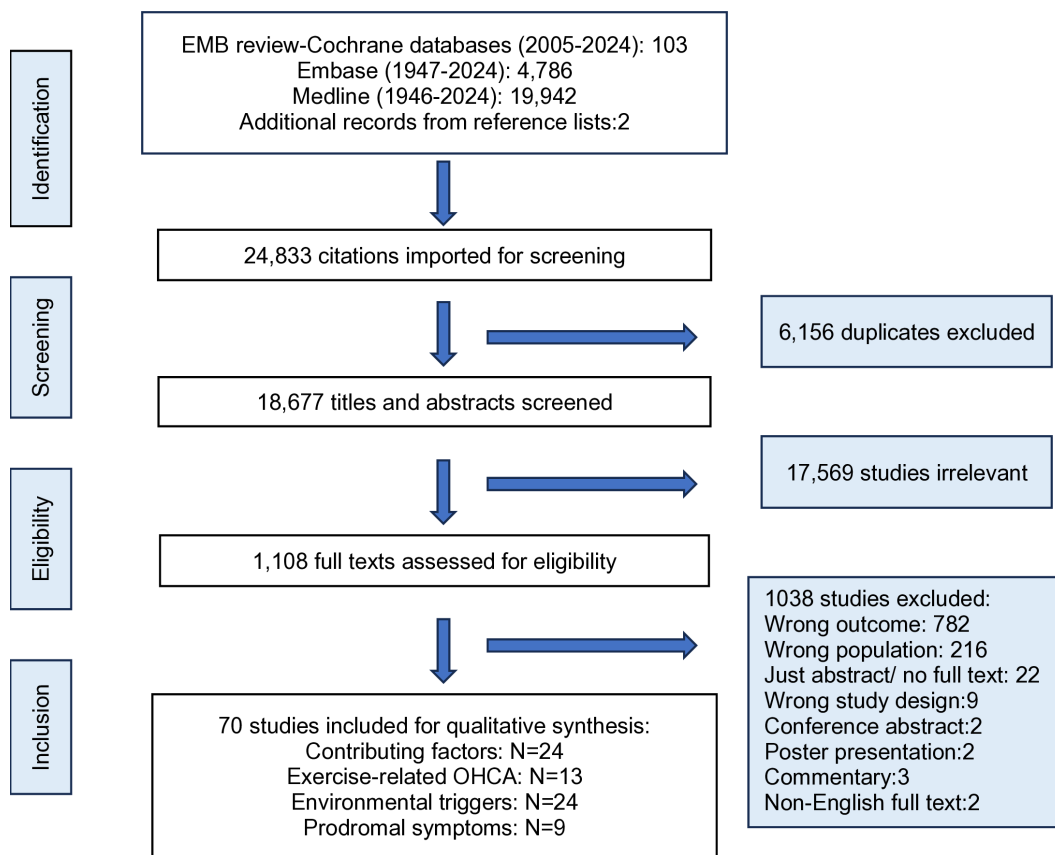 Identification
EMB review-Cochrane databases (2005-2024): 103
Embase (1947-2024): 4,786
Medline (1946-2024): 19,942
Additional records from reference lists:2
24,833 citations imported for screening
Screening
6,156 duplicates excluded
18,677 titles and abstracts screened
17,569 studies irrelevant
Eligibility
1,108 full texts assessed for eligibility
1038 studies excluded:
Wrong outcome: 782
Wrong population: 216
Just abstract/ no full text: 22
Wrong study design:9
Conference abstract:2
Poster presentation:2
Commentary:3
Non-English full text:2
Inclusion
70 studies included for qualitative synthesis:
Contributing factors: N=24
Exercise-related OHCA: N=13
Environmental triggers: N=24
Prodromal symptoms: N=9